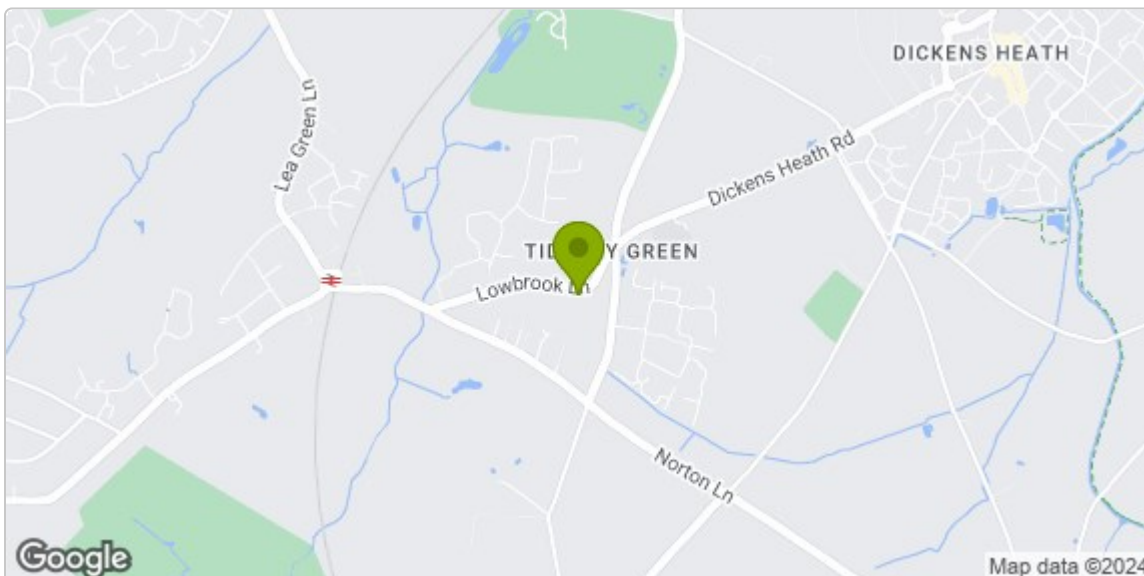 DICKENS HEATH
Lea Green Ln
Dickens Heath Rd
GREEN
Lowbrook Ln
Norton Ln
Google
Map data ©2024